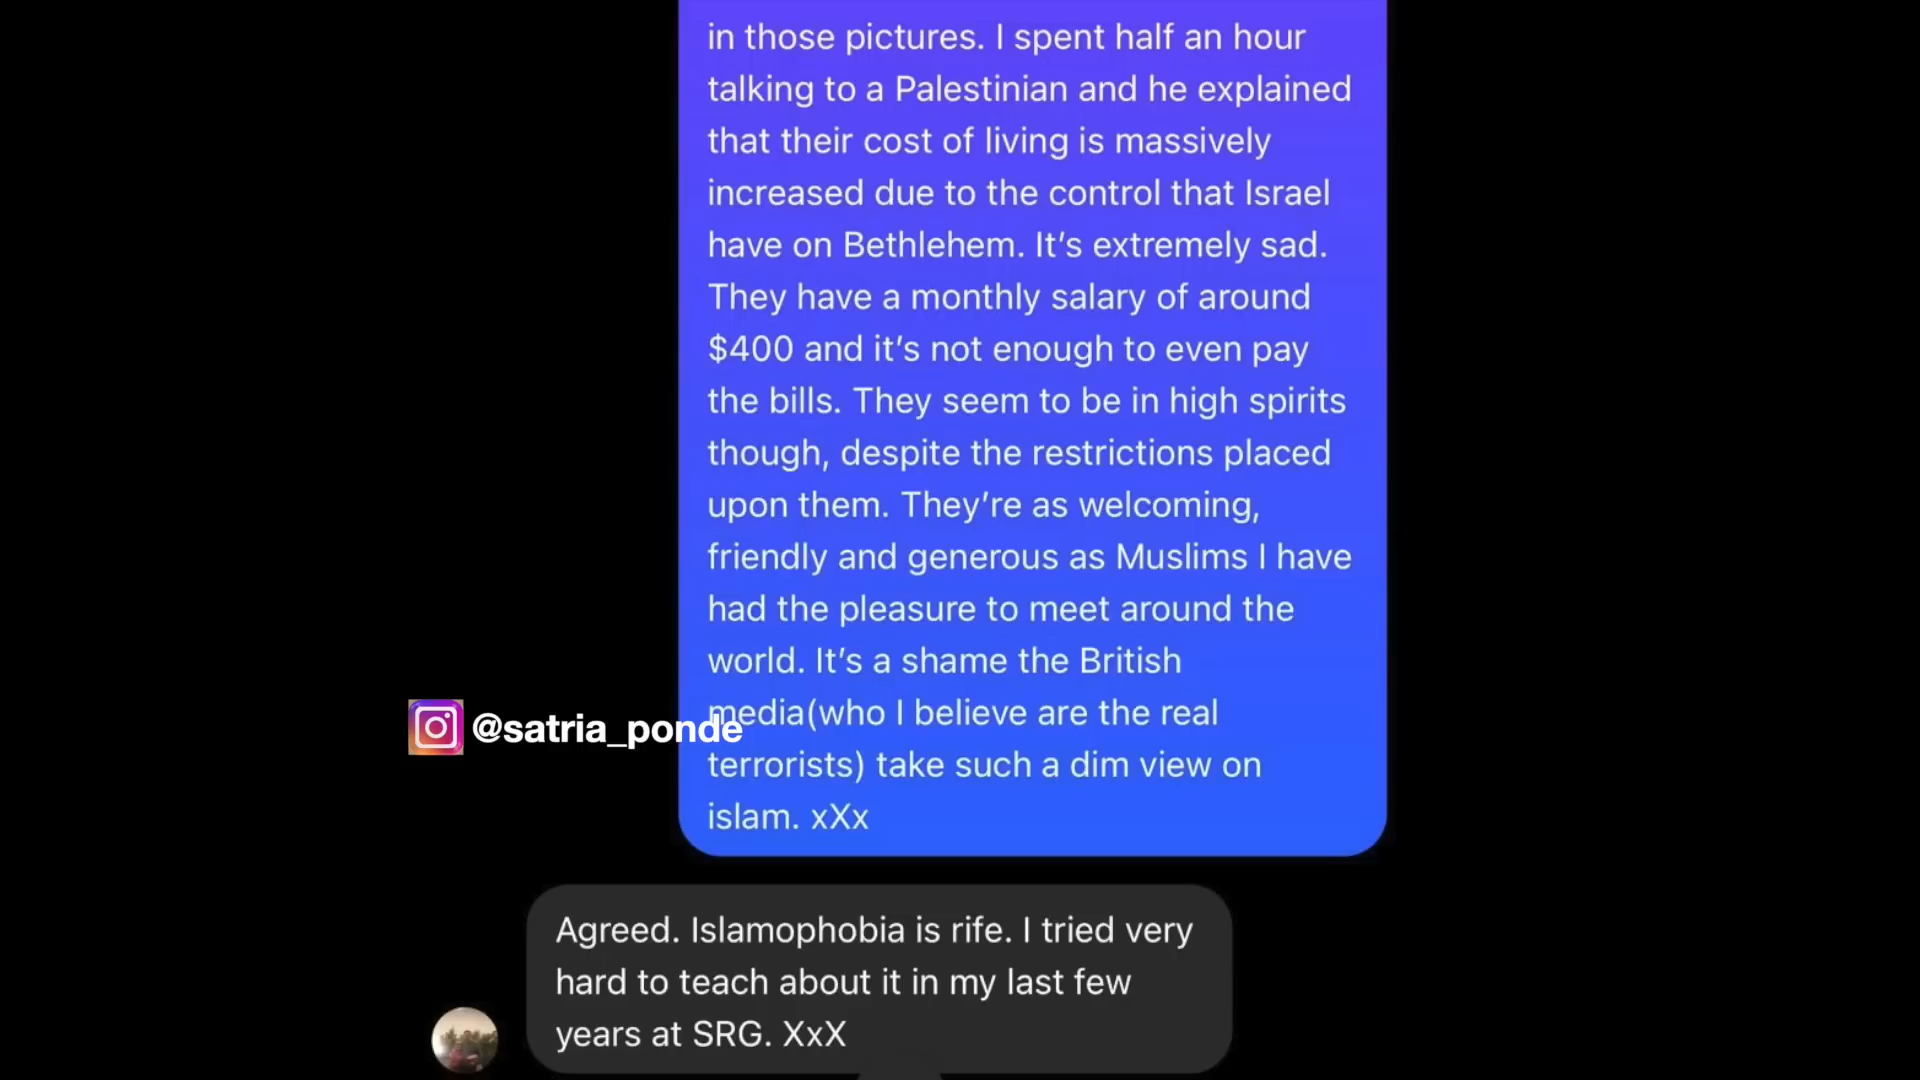 in those pictures. I spent half an hour
talking to a Palestinian and he explained
that their cost of living is massively
increased due to the control that Israel
have on Bethlehem. It’s extremely sad.
They have a monthly salary of around
$400 and it’s not enough to even pay
the bills. They seem to be in high spirits
though, despite the restrictions placed
upon them. They’re as welcoming,
friendly and generous as Muslims I have
had the pleasure to meet around the
world. It’s a shame the British
media(who I believe are the real
terrorists) take such a dim view on
islam. xXx
@satria_ponde
Agreed. Islamophobia is rife. I tried very
hard to teach about it in my last few
years at SRG. XxX